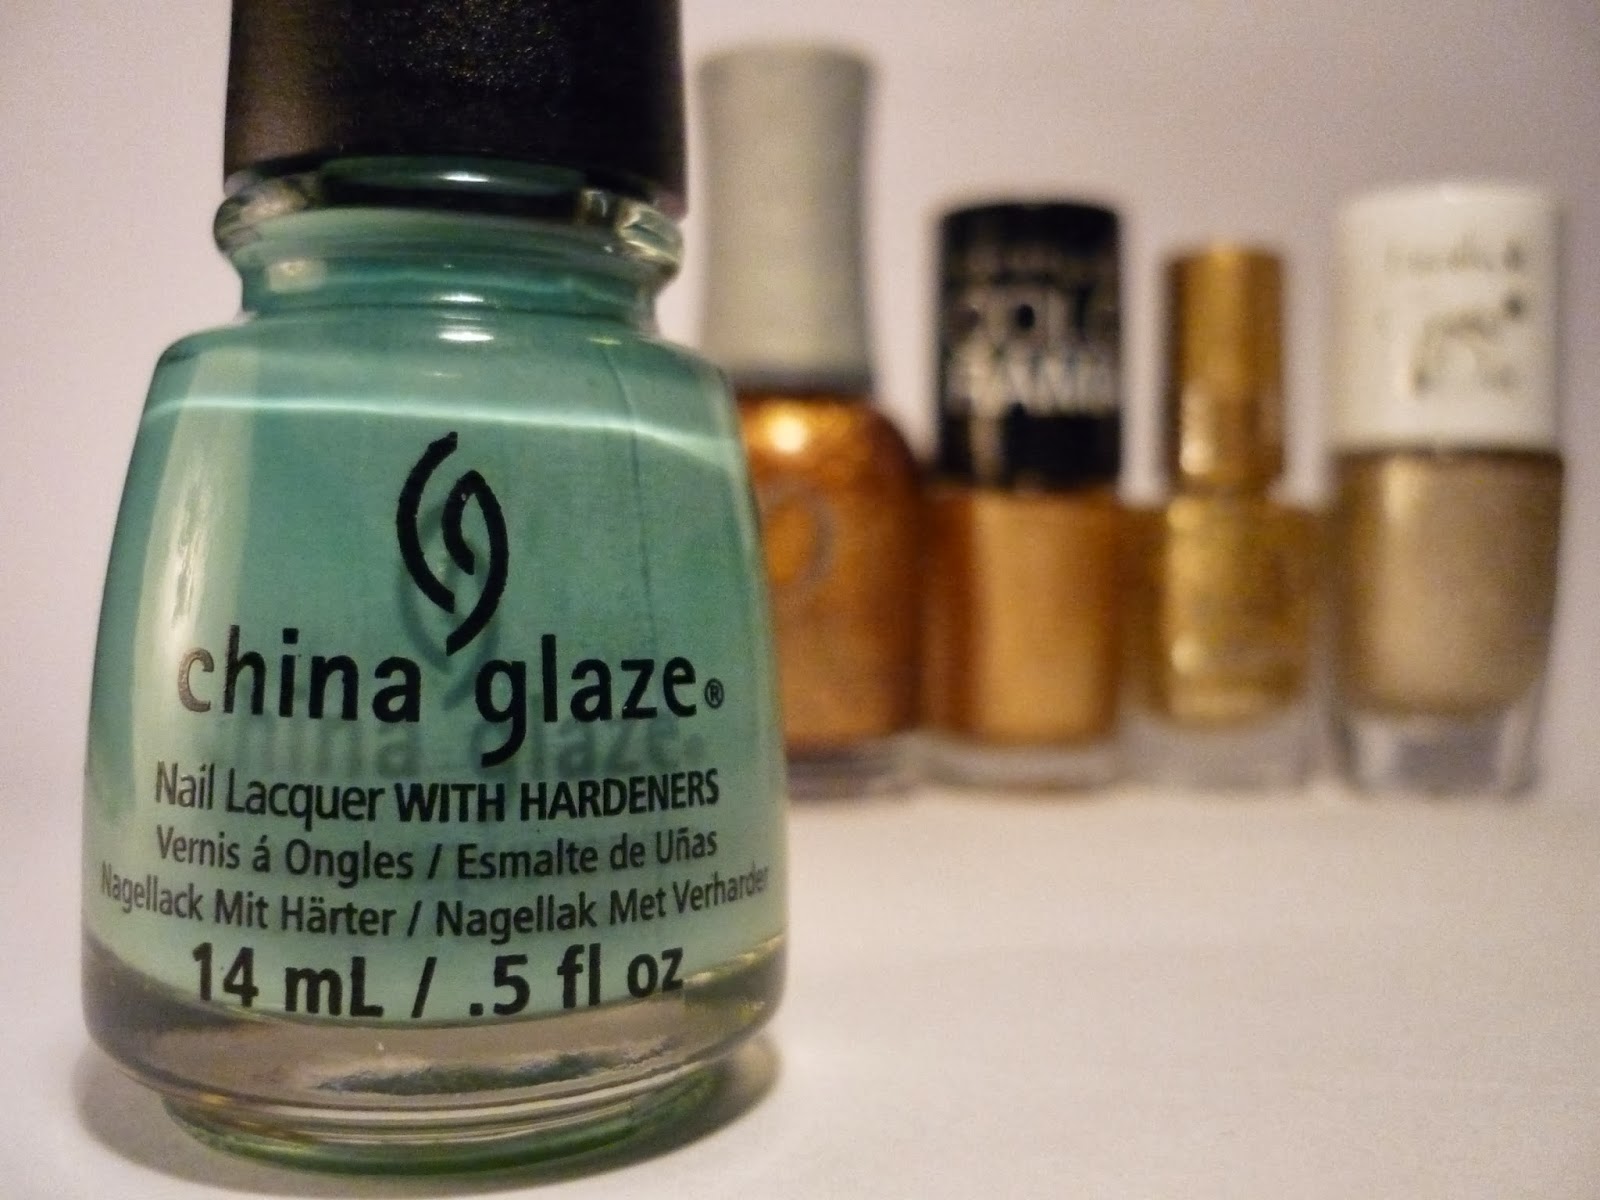 china glaze®
Nail Lacquer WITH HARDENERS
Vernis á Ongles / Esmalte de Uñas
Nagellack Mit Härter / Nagellak Met Verharder
14 mL / .5 fl oz